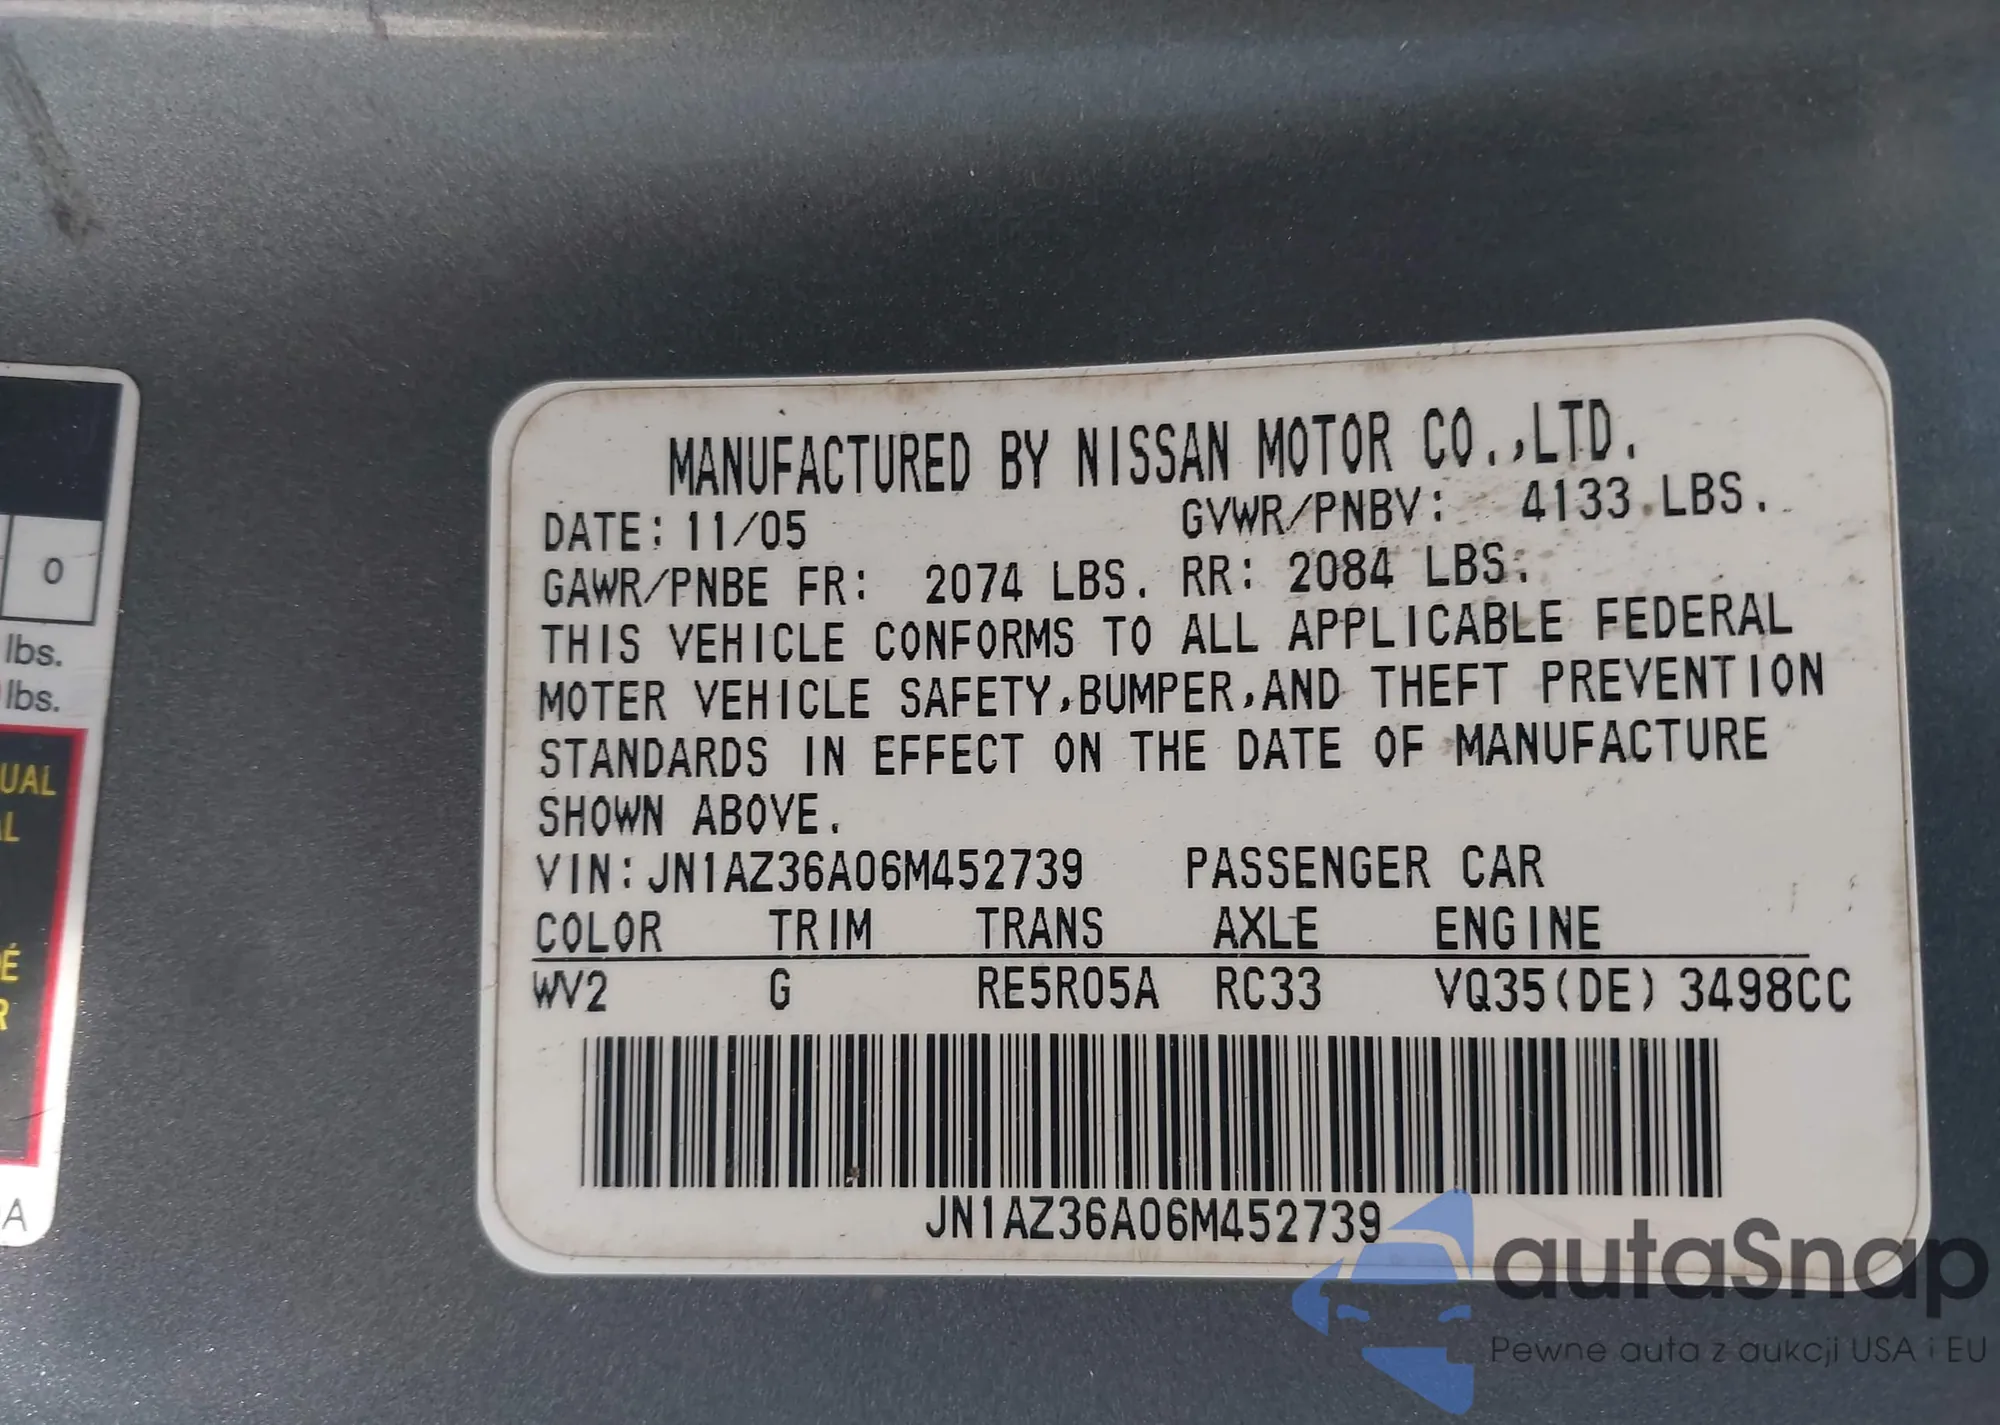 MANUFACTURED BY NISSAN MOTOR CO.,LTD.
DATE: 11/05 GVWR/PNBV: 4133 LBS.
GAWR/PNBE FR: 2074 LBS. RR: 2084 LBS.
THIS VEHICLE CONFORMS TO ALL APPLICABLE FEDERAL
MOTER VEHICLE SAFETY,BUMPER,AND THEFT PREVENTION
STANDARDS IN EFFECT ON THE DATE OF MANUFACTURE
SHOWN ABOVE.
VIN:JN1AZ36A06M452739 PASSENGER CAR
COLOR TRIM TRANS AXLE ENGINE
WV2 G RE5R05A RC33 VQ35(DE) 3498CC
JN1AZ36A06M452739
0
lbs.
lbs.
autaSnap
Pewne auta z aukcji USA i EU